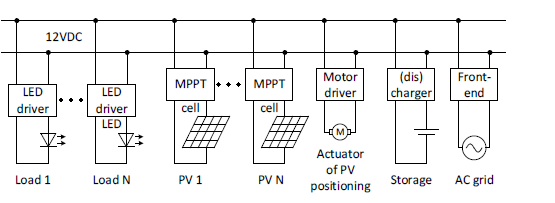 12VDC
LED
driver
LED
driver
MPPT
MPPT
Motor
driver
(dis)
charger
Front-
end
LED
cell
cell
M
Load 1
Load N
PV 1
PV N
Actuator
of PV
positioning
Storage
AC grid